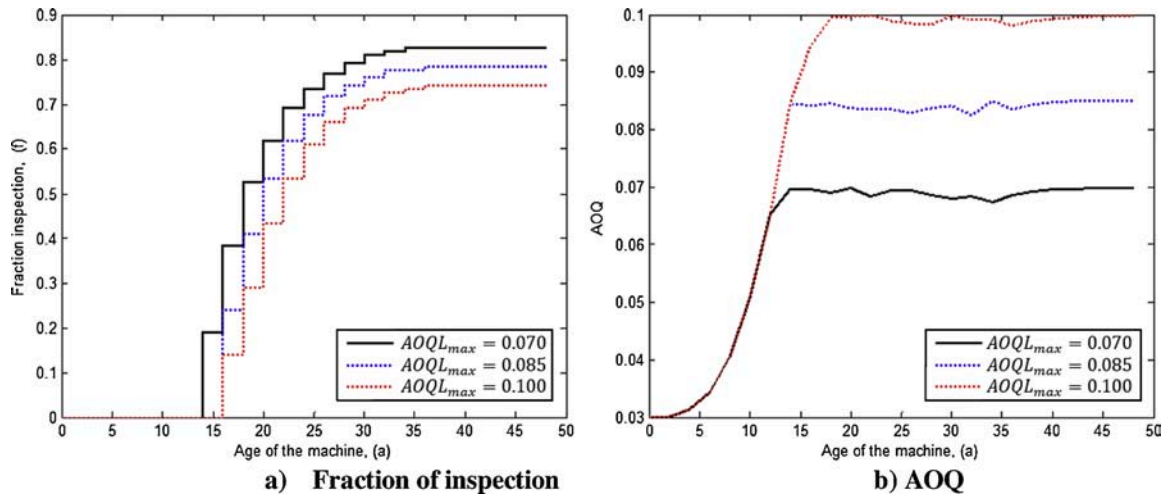 0.9
0.8
0.7
0.6
0.5
0.4
0.3
0.2
0.1
0
Fraction inspection, (f)
AOQL_max = 0.070
AOQL_max = 0.085
AOQL_max = 0.100
0 5 10 15 20 25 30 35 40 45 50
Age of the machine, (a)
a) Fraction of inspection
0.1
0.09
0.08
0.07
0.06
0.05
0.04
0.03
AOQ
AOQL_max = 0.070
AOQL_max = 0.085
AOQL_max = 0.100
0 5 10 15 20 25 30 35 40 45 50
Age of the machine, (a)
b) AOQ